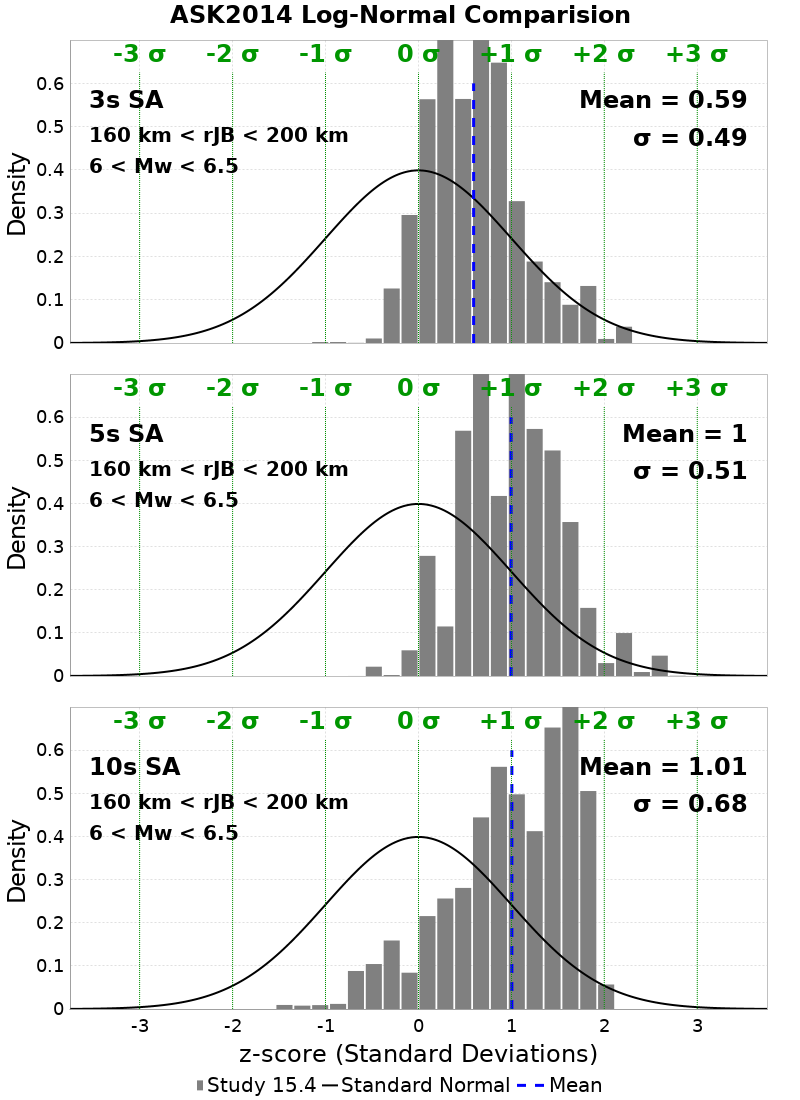 ASK2014 Log-Normal Comparision
-3 σ -2 σ -1 σ 0 σ +1 σ +2 σ +3 σ
3s SA
160 km < rJB < 200 km
6 < Mw < 6.5
Mean = 0.59
σ = 0.49
Density
0.6
0.5
0.4
0.3
0.2
0.1
0
-3 σ -2 σ -1 σ 0 σ +1 σ +2 σ +3 σ
5s SA
160 km < rJB < 200 km
6 < Mw < 6.5
Mean = 1
σ = 0.51
Density
0.6
0.5
0.4
0.3
0.2
0.1
0
-3 σ -2 σ -1 σ 0 σ +1 σ +2 σ +3 σ
10s SA
160 km < rJB < 200 km
6 < Mw < 6.5
Mean = 1.01
σ = 0.68
Density
0.6
0.5
0.4
0.3
0.2
0.1
0
-3 -2 -1 0 1 2 3
z-score (Standard Deviations)
Study 15.4 Standard Normal Mean